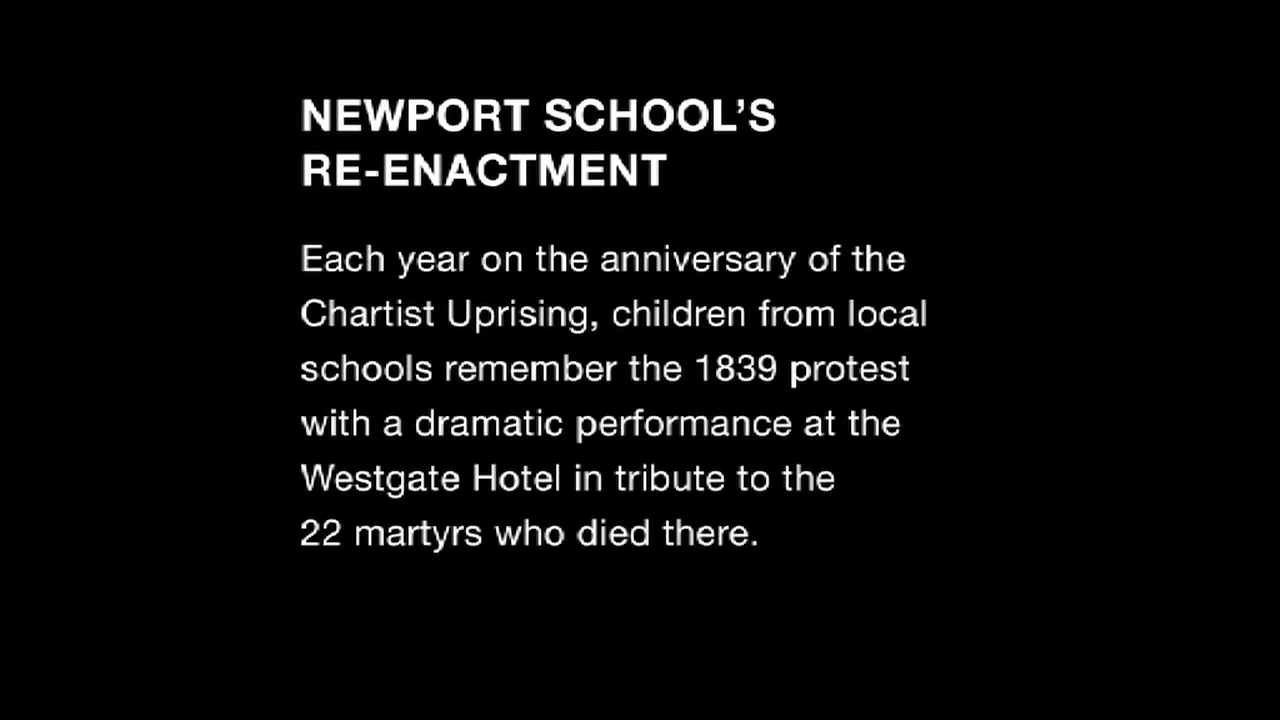 NEWPORT SCHOOL’S
RE-ENACTMENT
Each year on the anniversary of the
Chartist Uprising, children from local
schools remember the 1839 protest
with a dramatic performance at the
Westgate Hotel in tribute to the
22 martyrs who died there.